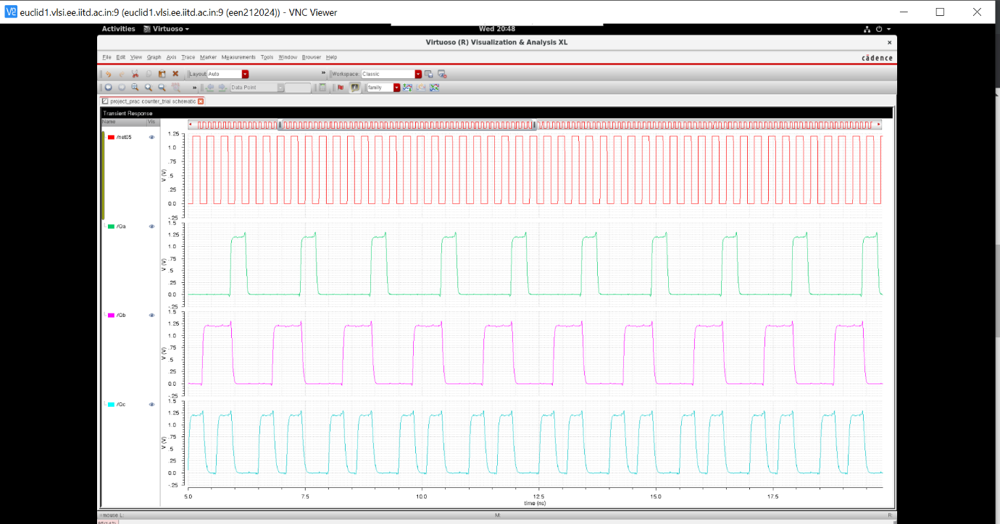 euclid1.vlsi.ee.iitd.ac.in:9 (euclid1.vlsi.ee.iitd.ac.in:9 (een212024)) - VNC Viewer
Activities Virtuoso Wed 20:48
Virtuoso (R) Visualization & Analysis XL
File Edit View Graph Axis Trace Marker Measurements Tools Window Browser Help cādence
Layout Auto » Workspace: Classic
» Data Point family
project_prac counter_trial schematic
Transient Response
Name Vis
/net05
1.25
1.0
.75
V (V) .5
.25
0.0
-.25
/Qa
1.5
1.25
1.0
.75
V (V) .5
.25
0.0
-.25
/Qb
1.5
1.25
1.0
.75
V (V) .5
.25
0.0
-.25
/Qc
1.5
1.25
1.0
.75
V (V) .5
.25
0.0
-.25
5.0 7.5 10.0 12.5 15.0 17.5
time (ns)
mouse L: M: R: